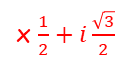 × 1/2 + i √3/2